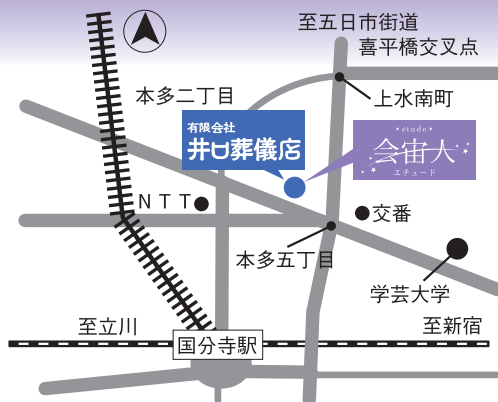 至五日市街道
喜平橋交叉点
本多二丁目
上水南町
有限会社
井口葬儀店
étude
会宙人
エチュード
NTT
交番
本多五丁目
学芸大学
至立川
国分寺駅
至新宿